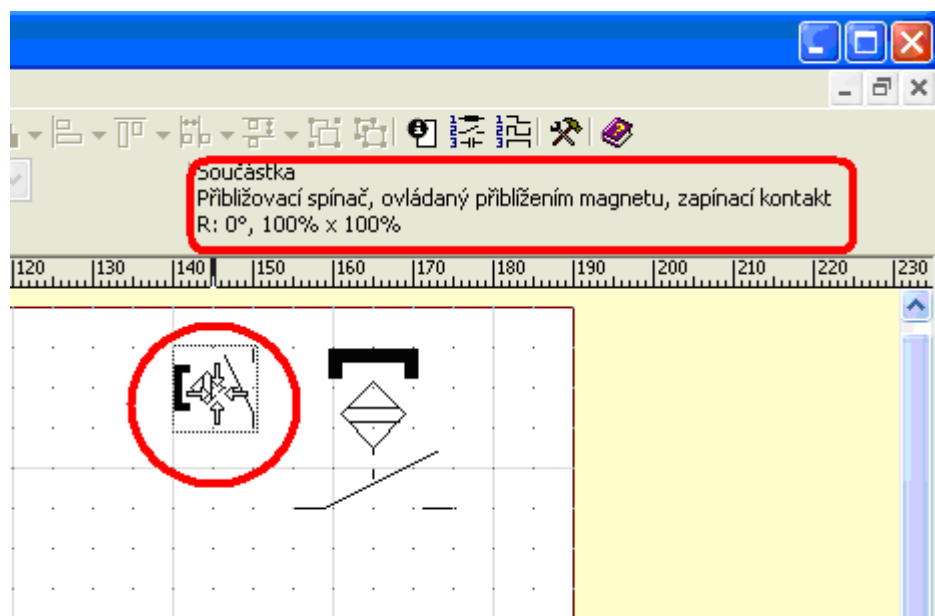 Součástka
Přibližovací spínač, ovládaný přiblížením magnetu, zapínací kontakt
R: 0°, 100% x 100%
120 130 140 150 160 170 180 190 200 210 220 230